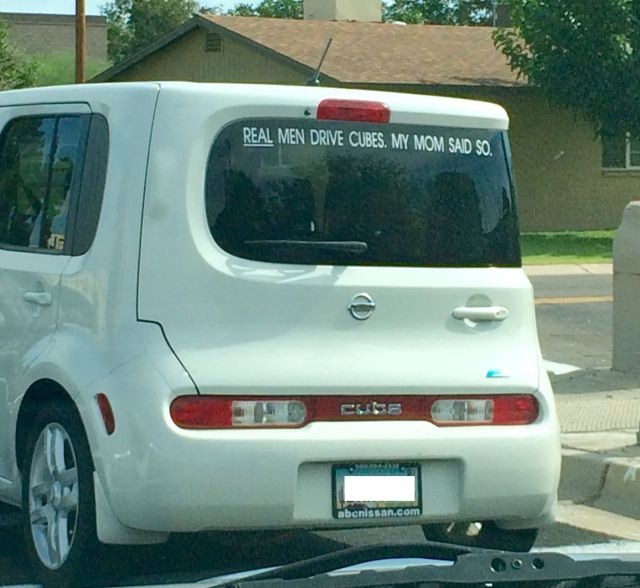 REAL MEN DRIVE CUBES. MY MOM SAID SO.
cube
abcnissan.com